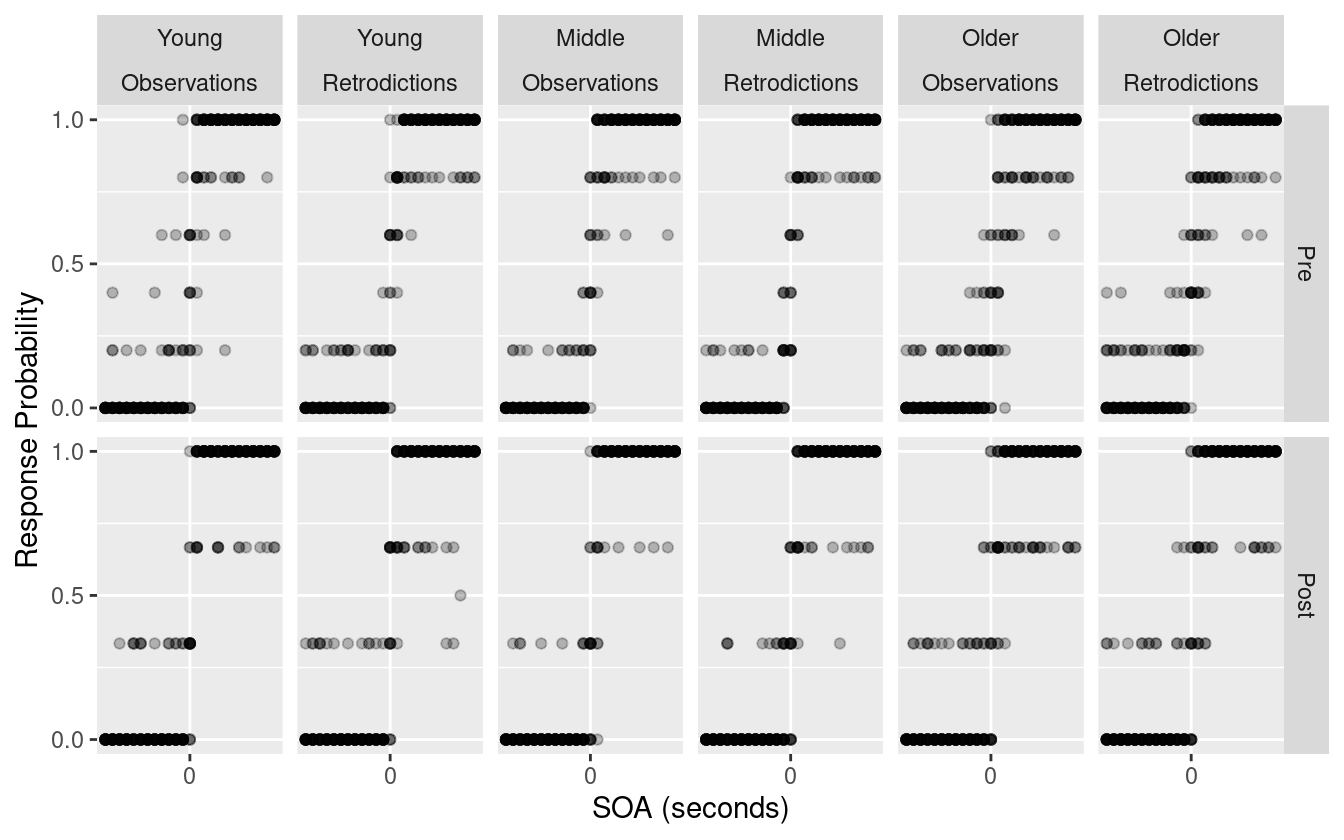 Young Young Middle Middle Older Older
Observations Retrodictions Observations Retrodictions Observations Retrodictions
1.0
0.5
0.0
Pre
1.0
0.5
0.0
Post
Response Probability
0 0 0 0 0 0
SOA (seconds)